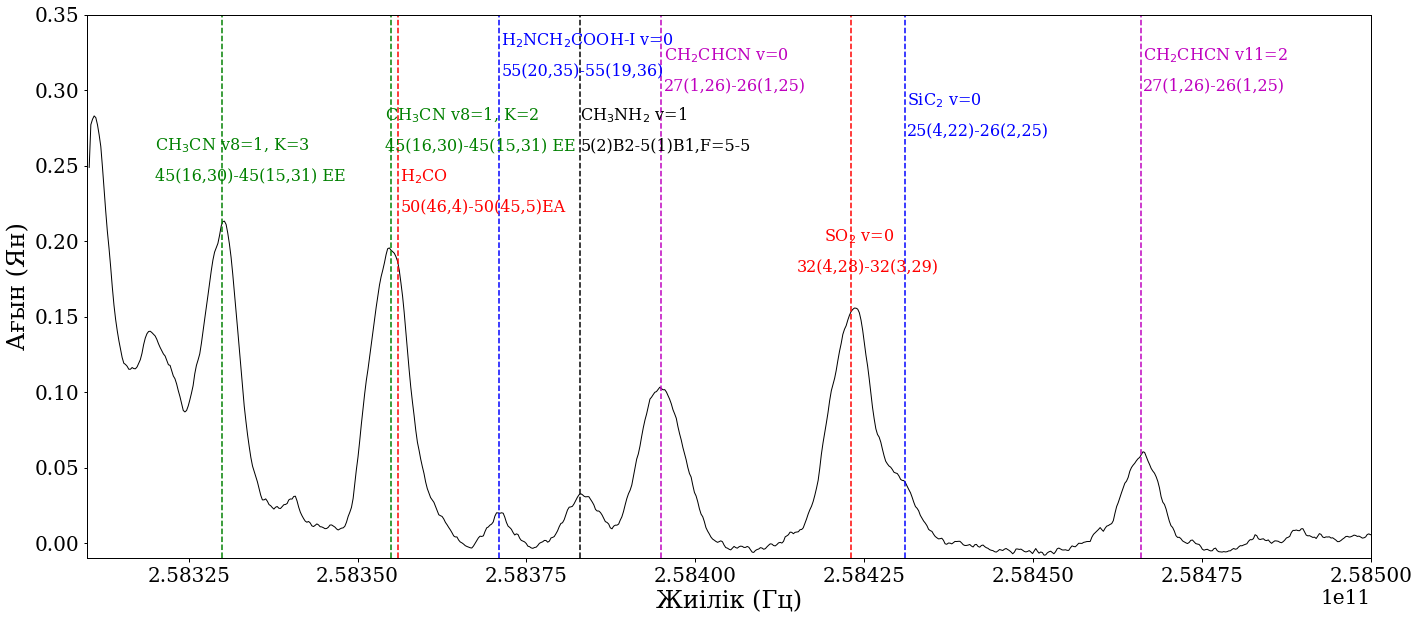 0.35
H₂NCH₂COOH-I v=0
55(20,35)-55(19,36)
CH₂CHCN v=0
27(1,26)-26(1,25)
CH₂CHCN v11=2
27(1,26)-26(1,25)
0.30
SiC₂ v=0
25(4,22)-26(2,25)
CH₃CN v8=1, K=2
45(16,30)-45(15,31) EE
CH₃NH₂ v=1
5(2)B2-5(1)B1,F=5-5
CH₃CN v8=1, K=3
45(16,30)-45(15,31) EE
0.25
H₂CO
50(46,4)-50(45,5)EA
SO₂ v=0
32(4,28)-32(3,29)
0.20
0.15
0.10
0.05
0.00
Ағын (Ян)
2.58325 2.58350 2.58375 2.58400 2.58425 2.58450 2.58475 2.58500
Жиілік (Гц)
1e11